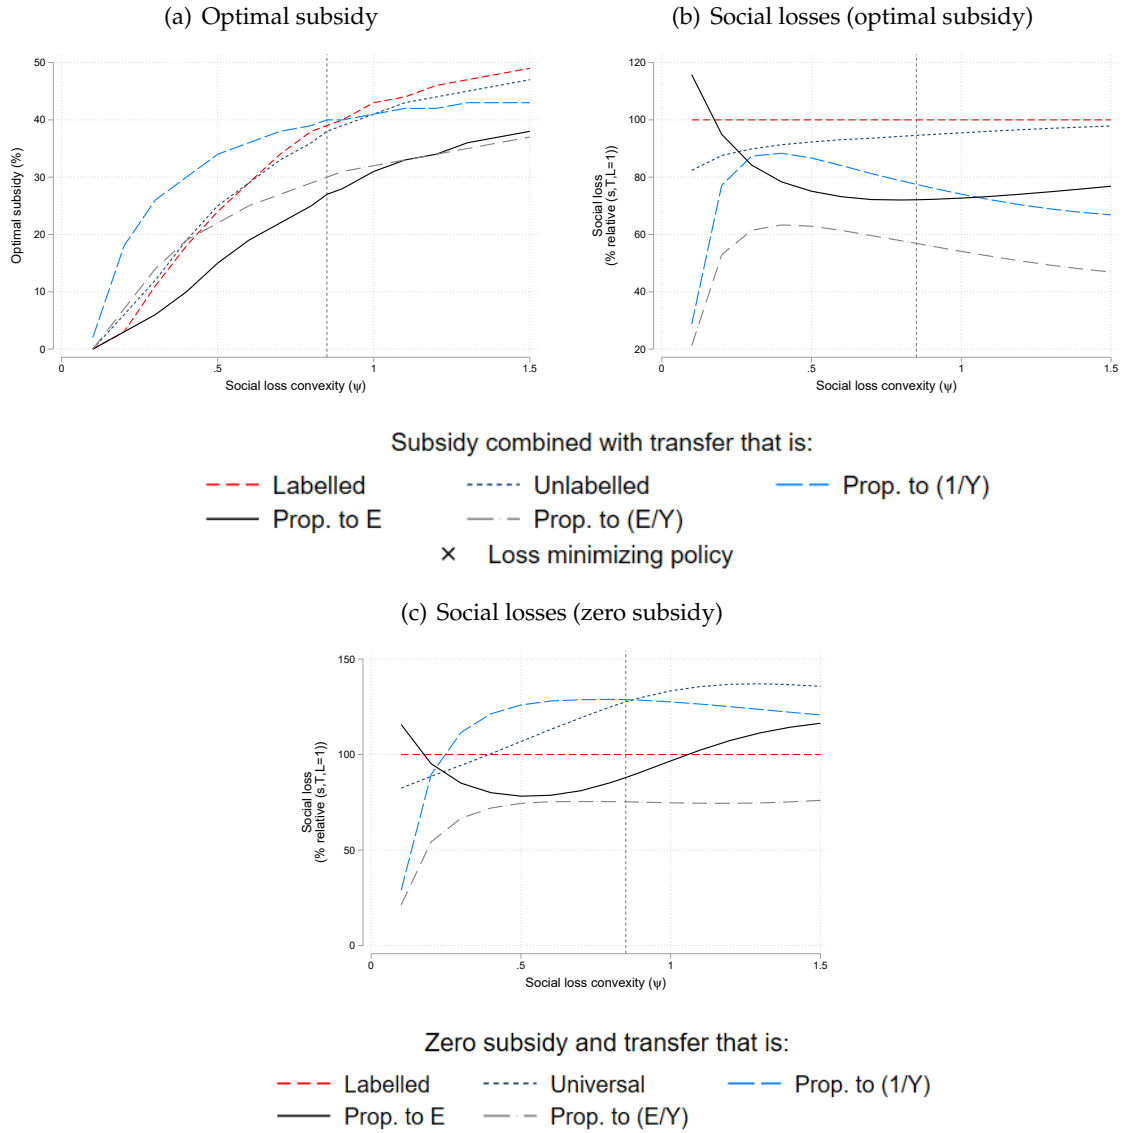 (a) Optimal subsidy
(b) Social losses (optimal subsidy)
50
40
30
20
10
0
Optimal subsidy (%)
0
.5
1
1.5
Social loss convexity (ψ)
120
100
80
60
40
20
Social loss
(% relative (s,T,L=1))
0
.5
1
1.5
Social loss convexity (ψ)
Subsidy combined with transfer that is:
Labelled
Unlabelled
Prop. to (1/Y)
Prop. to E
Prop. to (E/Y)
× Loss minimizing policy
(c) Social losses (zero subsidy)
150
100
50
0
Social loss
(% relative (s,T,L=1))
0
.5
1
1.5
Social loss convexity (ψ)
Zero subsidy and transfer that is:
Labelled
Universal
Prop. to (1/Y)
Prop. to E
Prop. to (E/Y)